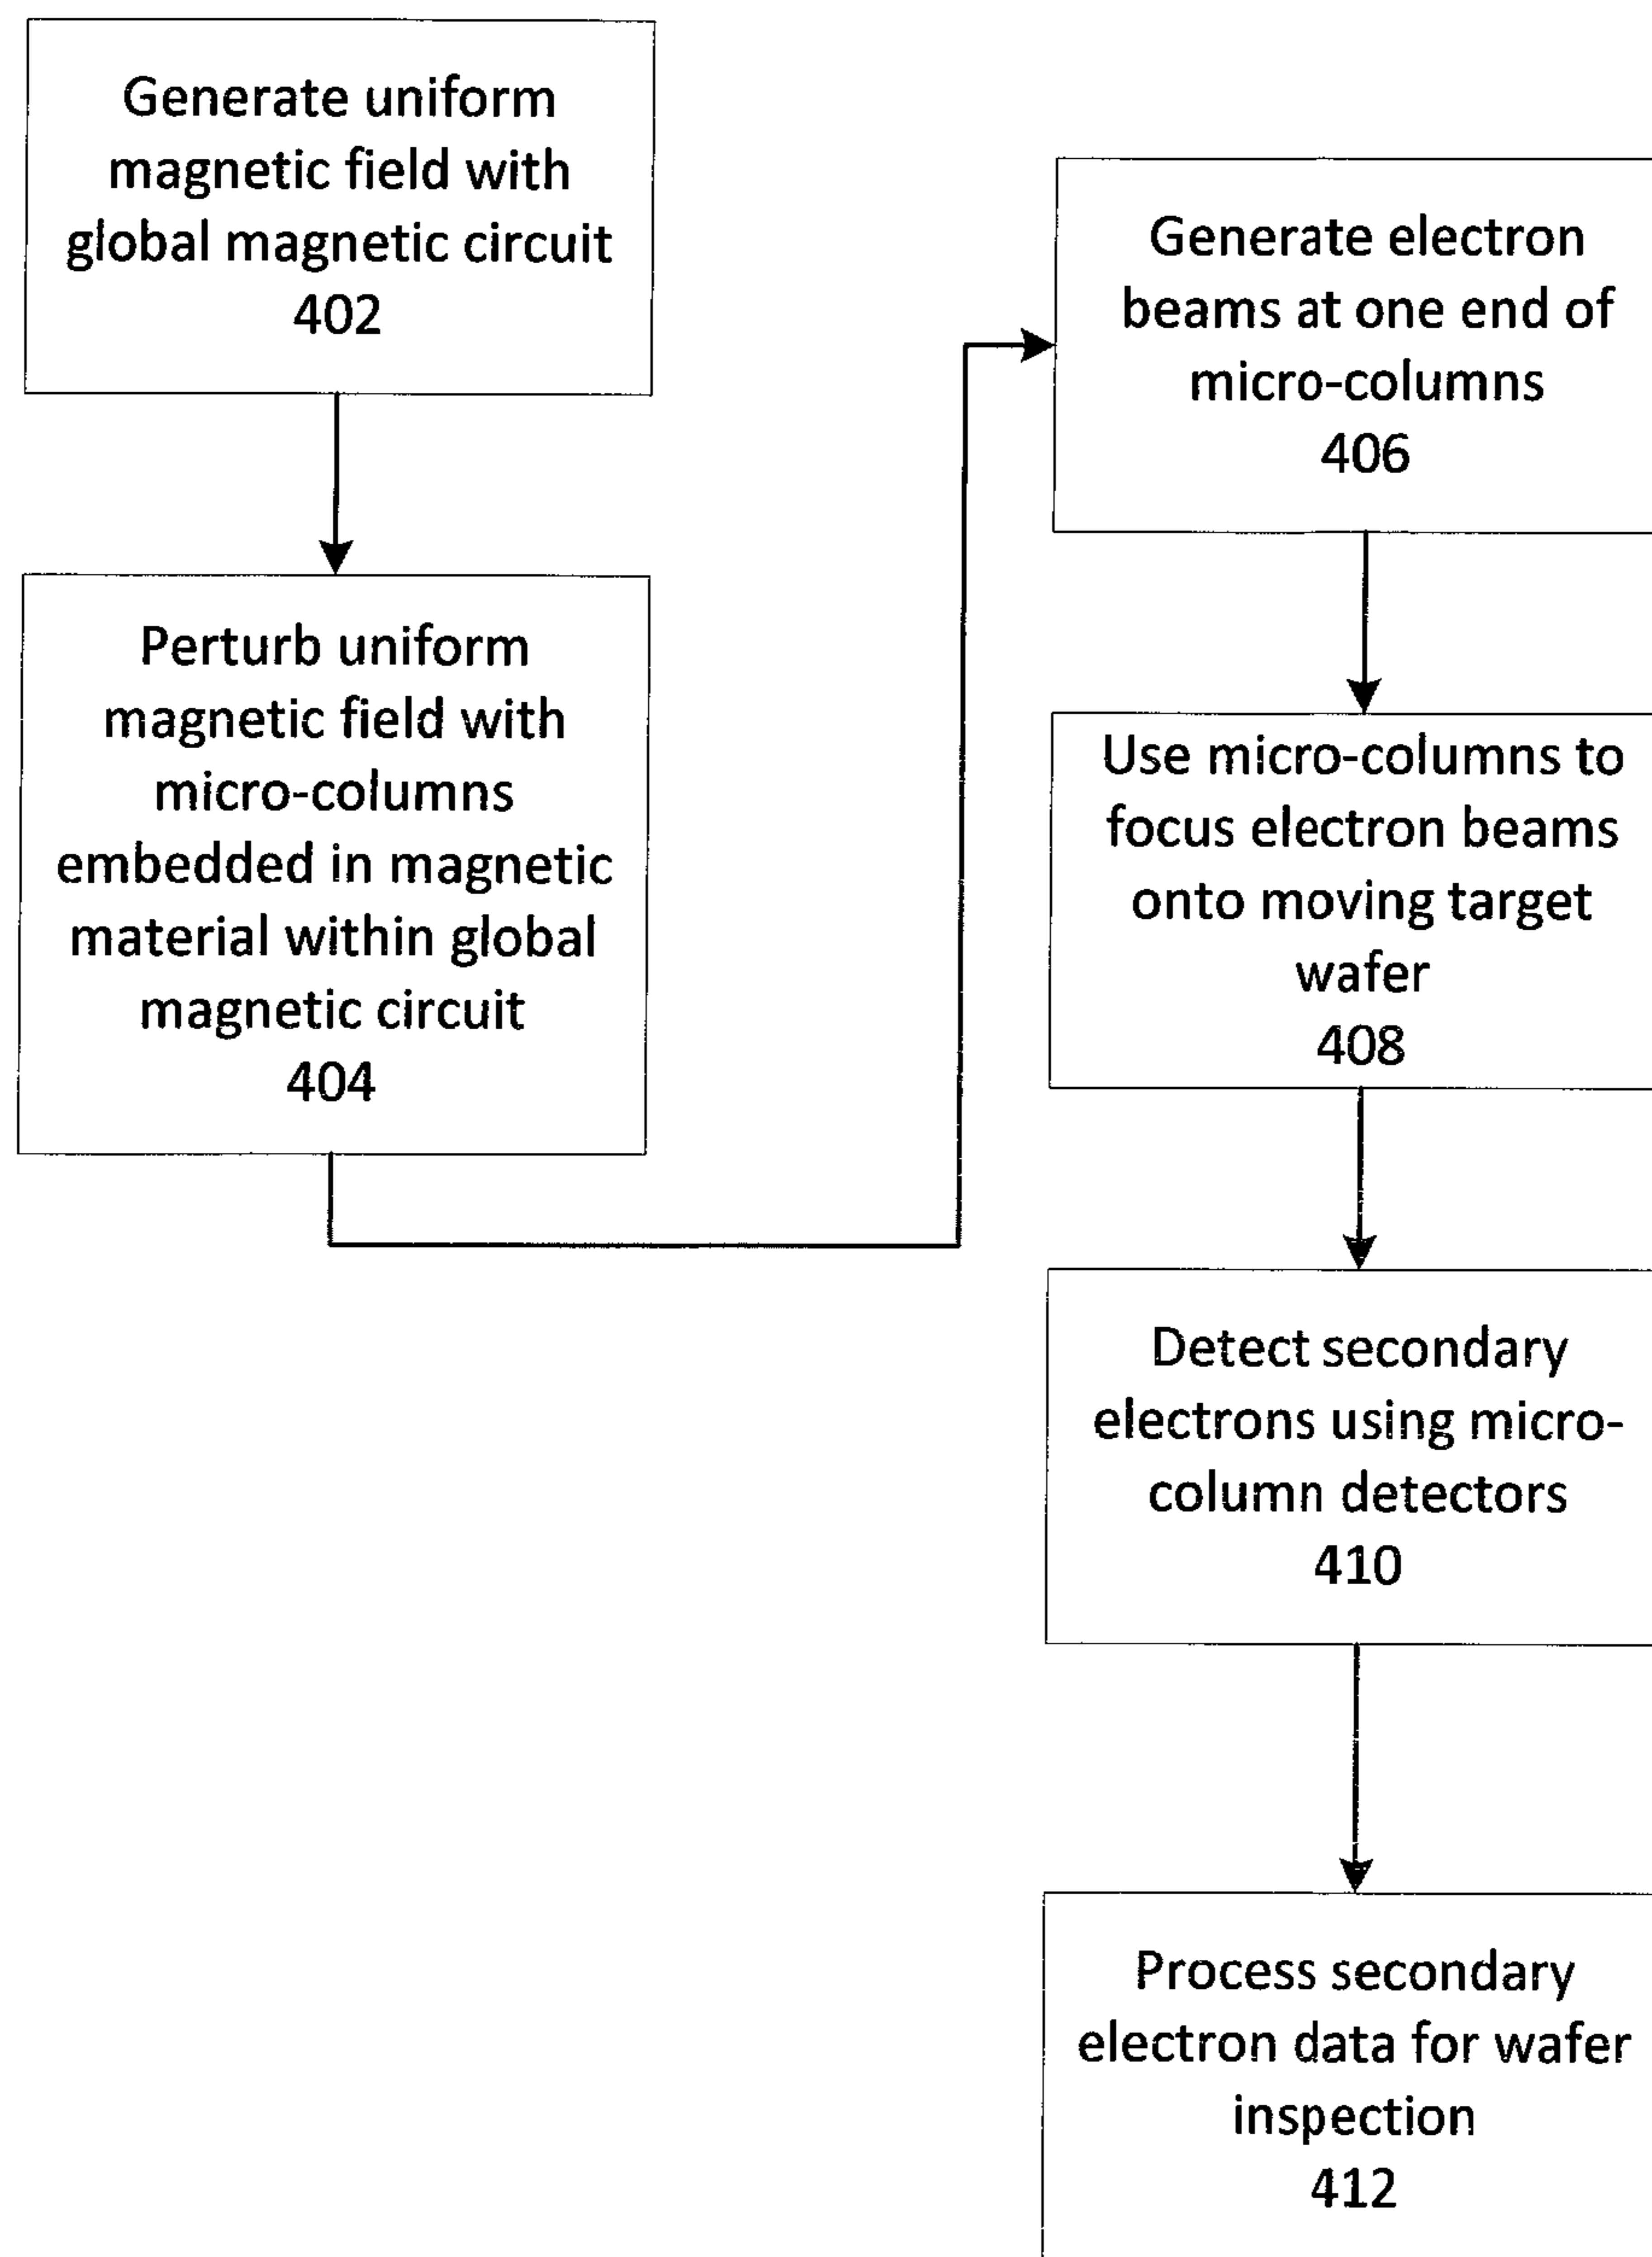 Generate uniform
magnetic field with
global magnetic circuit
402
Perturb uniform
magnetic field with
micro-columns
embedded in magnetic
material within global
magnetic circuit
404
Generate electron
beams at one end of
micro-columns
406
Use micro-columns to
focus electron beams
onto moving target
wafer
408
Detect secondary
electrons using micro-
column detectors
410
Process secondary
electron data for wafer
inspection
412